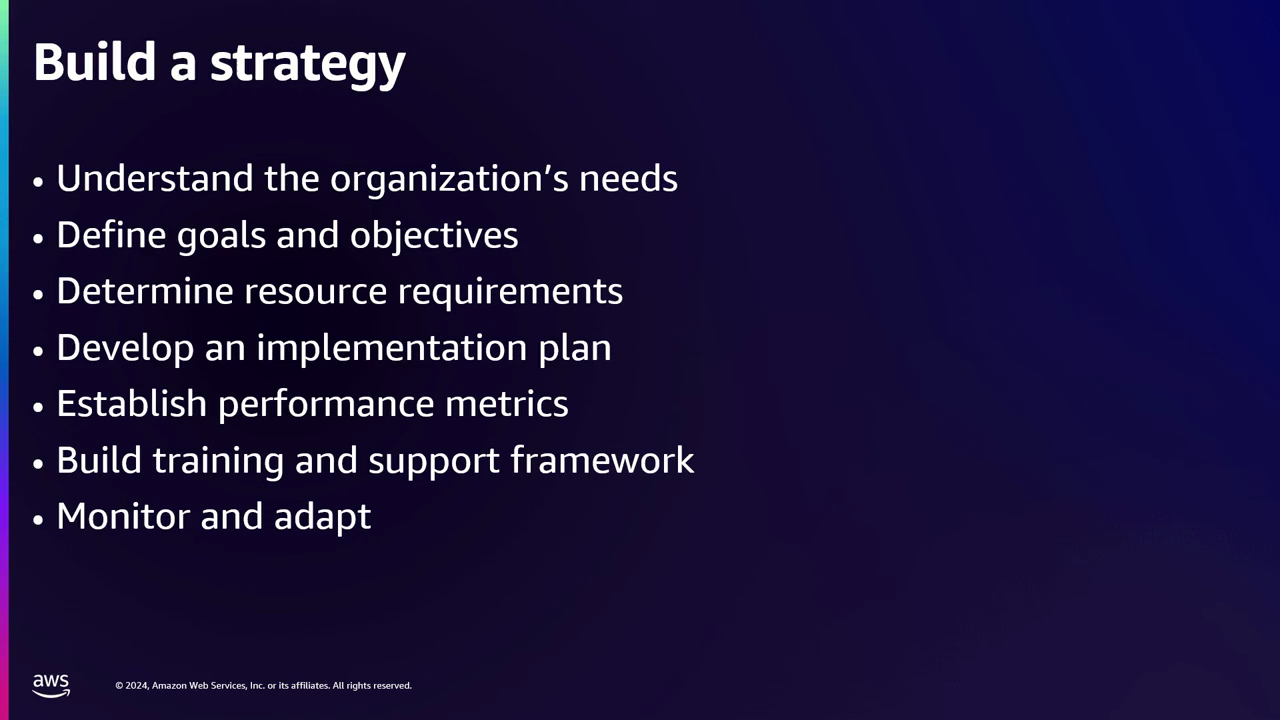 Build a strategy
• Understand the organization’s needs
• Define goals and objectives
• Determine resource requirements
• Develop an implementation plan
• Establish performance metrics
• Build training and support framework
• Monitor and adapt
aws
© 2024, Amazon Web Services, Inc. or its affiliates. All rights reserved.